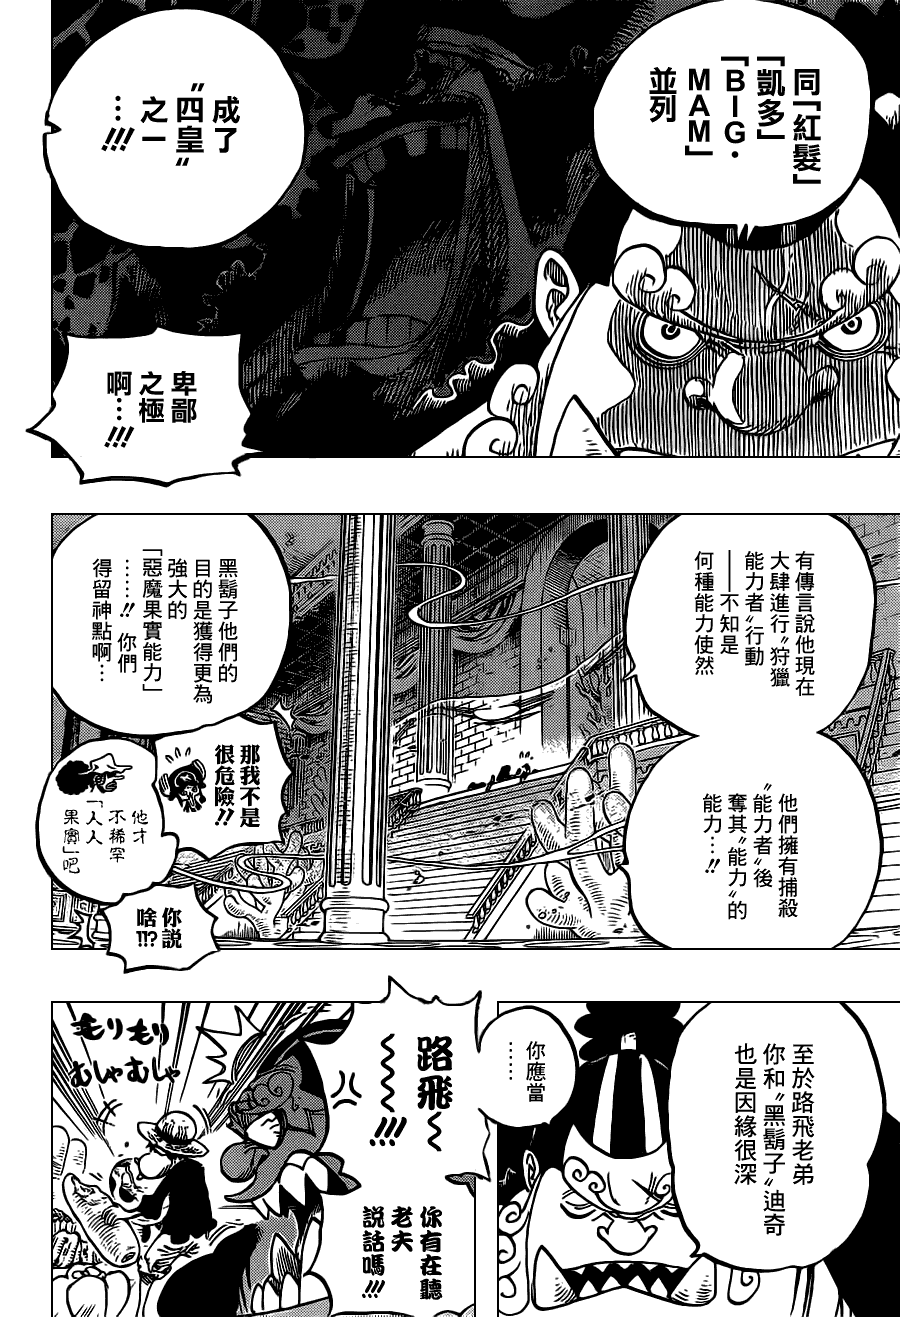 同「紅髮」
「凱多」
「BIG・
MAM」
並列
成了
〝四皇〞
之一
…!!!
卑鄙
之極
啊…!!!
有傳言說他現在
大肆進行〝狩獵
能力者〞行動
──不知是
何種能力使然
他們擁有捕殺
〝能力者〞後
奪其〝能力〞的
能力…!!
黑鬍子他們的
目的是獲得更為
強大的
「惡魔果實能力」
……!! 你們
得留神點啊…
那我不是
很危險!!
他才
不稀罕
「人人
果實」吧
你說
啥!!?
至於路飛老弟
你和〝黑鬍子〞迪奇
也是因緣很深
你應當
……
路飛～
～～!!!
你有在聽
老夫
說話嗎!!!
もりもり
むしゃむしゃ